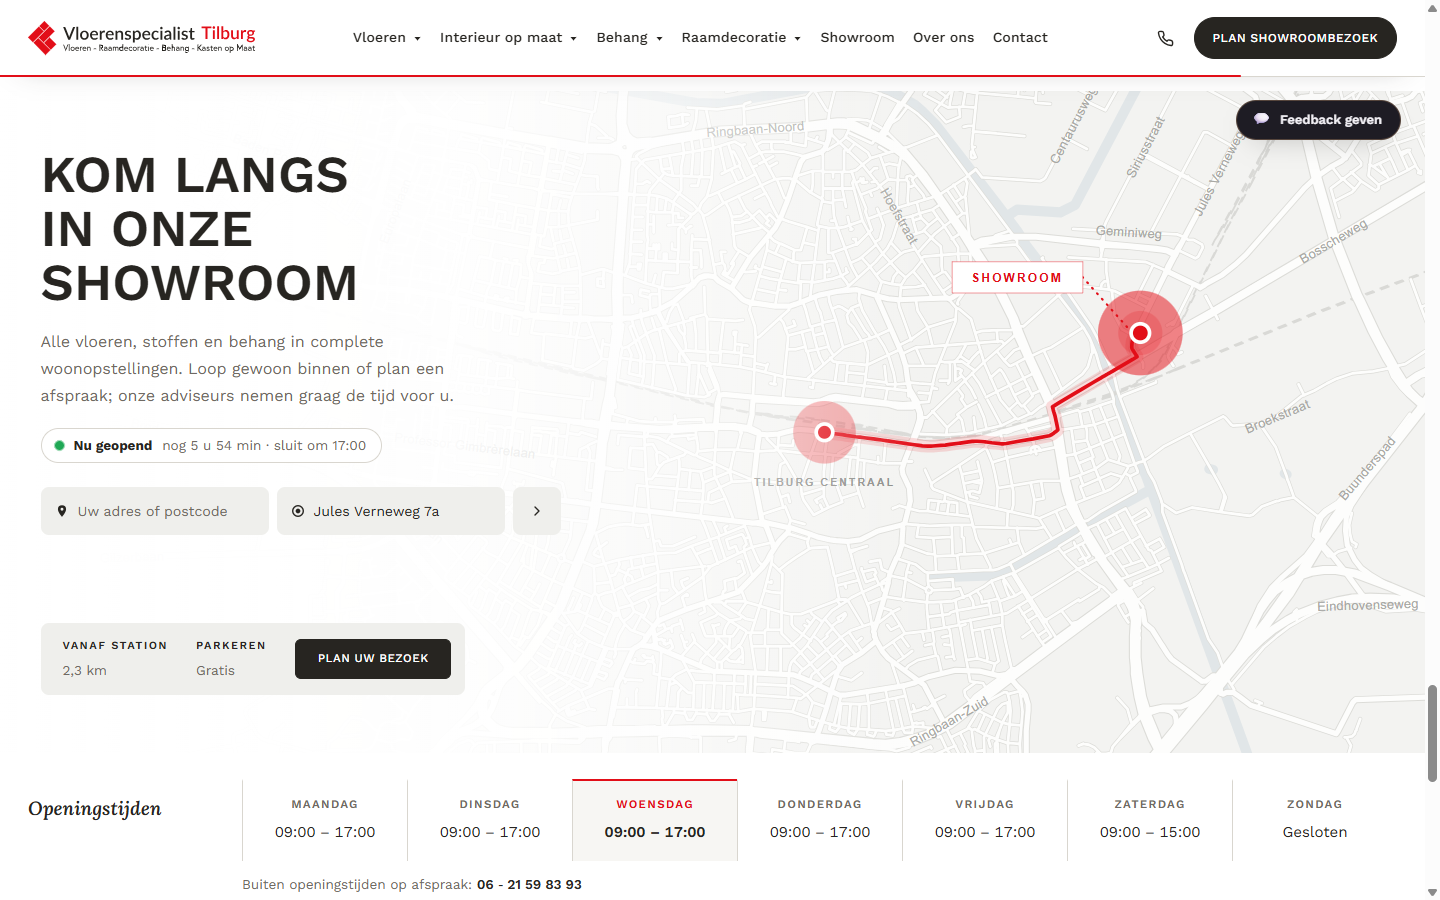 Vloerenspecialist Tilburg
Vloeren - Raamdecoratie - Behang - Kasten op Maat
Vloeren
Interieur op maat
Behang
Raamdecoratie
Showroom
Over ons
Contact
PLAN SHOWROOMBEZOEK
Feedback geven
KOM LANGS
IN ONZE
SHOWROOM
Alle vloeren, stoffen en behang in complete
woonopstellingen. Loop gewoon binnen of plan een
afspraak; onze adviseurs nemen graag de tijd voor u.
Nu geopend nog 5 u 54 min · sluit om 17:00
Uw adres of postcode
Jules Verneweg 7a
VANAF STATION
2,3 km
PARKEREN
Gratis
PLAN UW BEZOEK
Ringbaan-Noord
Centaurusweg
Siriusstraat
Jules Verneweg
Hoefstraat
Geminiweg
Bosscheweg
SHOWROOM
TILBURG CENTRAAL
Broekstraat
Buunderspad
Eindhovenseweg
Ringbaan-Zuid
Openingstijden
MAANDAG
09:00 – 17:00
DINSDAG
09:00 – 17:00
WOENSDAG
09:00 – 17:00
DONDERDAG
09:00 – 17:00
VRIJDAG
09:00 – 17:00
ZATERDAG
09:00 – 15:00
ZONDAG
Gesloten
Buiten openingstijden op afspraak: 06 - 21 59 83 93